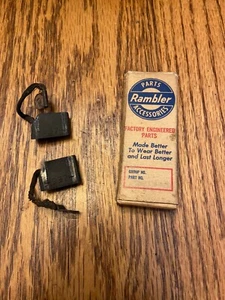 PARTS
Rambler
ACCESSORIES
FACTORY ENGINEERED
PARTS
Made Better
To Wear Better
and Last Longer
GROUP NO.
PART NO.